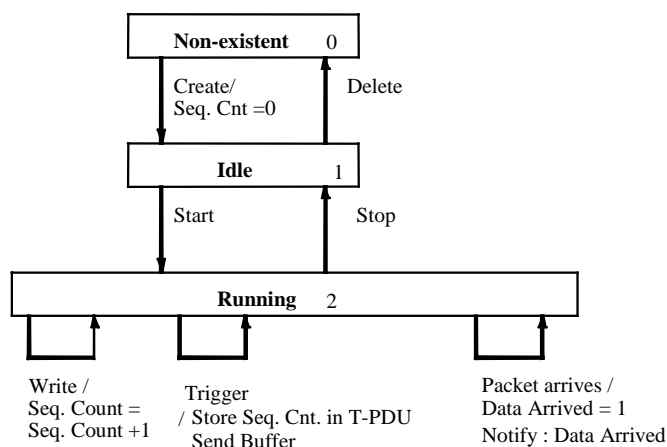 Non-existent 0
Create/
Seq. Cnt =0
Delete
Idle 1
Start
Stop
Running 2
Write /
Seq. Count =
Seq. Count +1
Trigger
/ Store Seq. Cnt. in T-PDU
Send Buffer
Packet arrives /
Data Arrived = 1
Notify : Data Arrived